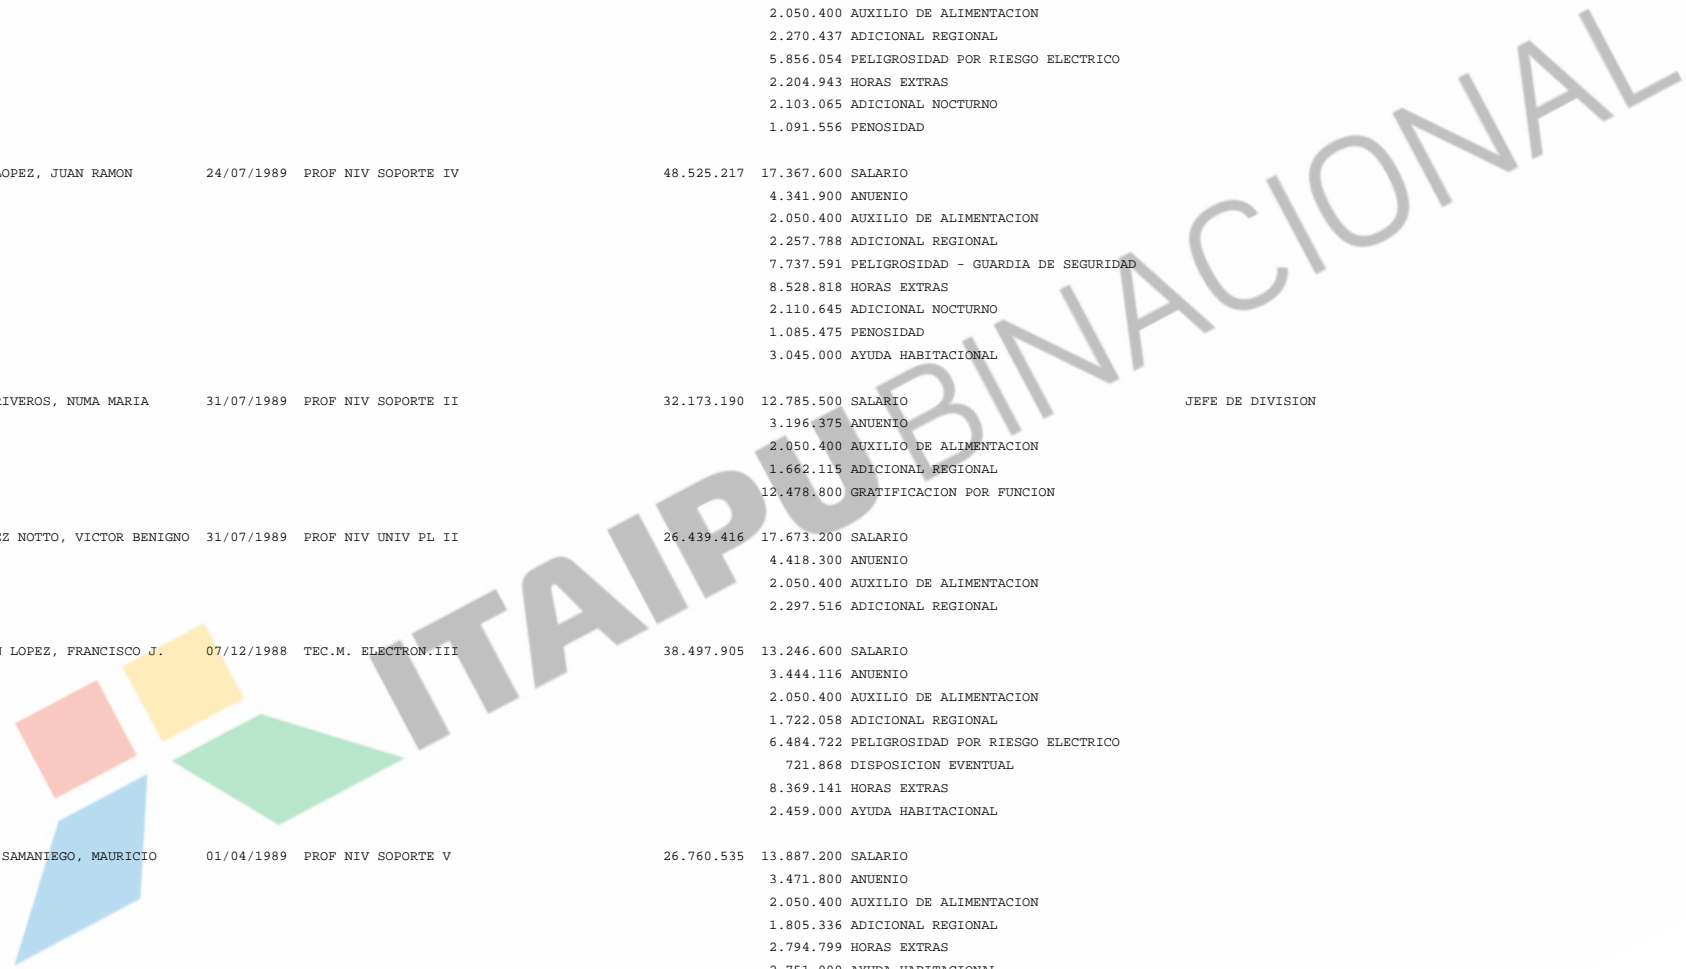 2.050.400 AUXILIO DE ALIMENTACION
2.270.437 ADICIONAL REGIONAL
5.856.054 PELIGROSIDAD POR RIESGO ELECTRICO
2.204.943 HORAS EXTRAS
2.103.065 ADICIONAL NOCTURNO
1.091.556 PENOSIDAD
LOPEZ, JUAN RAMON 24/07/1989 PROF NIV SOPORTE IV 48.525.217 17.367.600 SALARIO
4.341.900 ANUENIO
2.050.400 AUXILIO DE ALIMENTACION
2.257.788 ADICIONAL REGIONAL
7.737.591 PELIGROSIDAD - GUARDIA DE SEGURIDAD
8.528.818 HORAS EXTRAS
2.110.645 ADICIONAL NOCTURNO
1.085.475 PENOSIDAD
3.045.000 AYUDA HABITACIONAL
RIVEROS, NUMA MARIA 31/07/1989 PROF NIV SOPORTE II 32.173.190 12.785.500 SALARIO JEFE DE DIVISION
3.196.375 ANUENIO
2.050.400 AUXILIO DE ALIMENTACION
1.662.115 ADICIONAL REGIONAL
12.478.800 GRATIFICACION POR FUNCION
EZ NOTTO, VICTOR BENIGNO 31/07/1989 PROF NIV UNIV PL II 26.439.416 17.673.200 SALARIO
4.418.300 ANUENIO
2.050.400 AUXILIO DE ALIMENTACION
2.297.516 ADICIONAL REGIONAL
N LOPEZ, FRANCISCO J. 07/12/1988 TEC.M. ELECTRON.III 38.497.905 13.246.600 SALARIO
3.444.116 ANUENIO
2.050.400 AUXILIO DE ALIMENTACION
1.722.058 ADICIONAL REGIONAL
6.484.722 PELIGROSIDAD POR RIESGO ELECTRICO
721.868 DISPOSICION EVENTUAL
8.369.141 HORAS EXTRAS
2.459.000 AYUDA HABITACIONAL
SAMANIEGO, MAURICIO 01/04/1989 PROF NIV SOPORTE V 26.760.535 13.887.200 SALARIO
3.471.800 ANUENIO
2.050.400 AUXILIO DE ALIMENTACION
1.805.336 ADICIONAL REGIONAL
2.794.799 HORAS EXTRAS
2.751.000 AYUDA HABITACIONAL
ITAIPU BINACIONAL